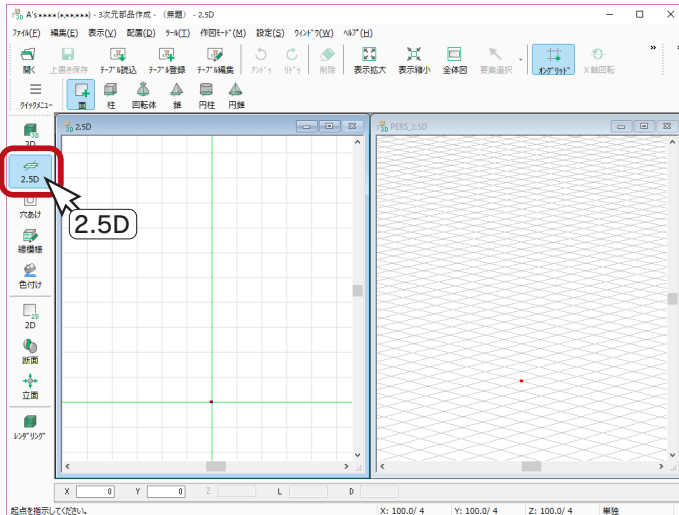 A's****(*,**,***) - 3次元部品作成 - （無題） - 2.5D
ﾌｧｲﾙ(F) 編集(E) 表示(V) 配置(D) ﾂｰﾙ(T) 作図ﾓｰﾄﾞ(M) 設定(S) ｳｨﾝﾄﾞｳ(W) ﾍﾙﾌﾟ(H)
開く 上書き保存 ﾃｰﾌﾞﾙ読込 ﾃｰﾌﾞﾙ登録 ﾃｰﾌﾞﾙ編集 ｱﾝﾄﾞｩ ﾘﾄﾞｩ 削除 表示拡大 表示縮小 全体図 要素選択 ｵﾝｸﾞﾘｯﾄﾞ X軸回転 »
ｸｲｯｸﾒﾆｭｰ 面 柱 回転体 錐 円柱 円錐
3D
2.5D
穴あけ
線模様
色付け
2D
断面
立面
ﾚﾝﾀﾞﾘﾝｸﾞ
2.5D
2.5D
PERS_2.5D
X 0 Y 0 Z L D
起点を指示してください。 X: 100.0/ 4 Y: 100.0/ 4 Z: 100.0/ 4 単独